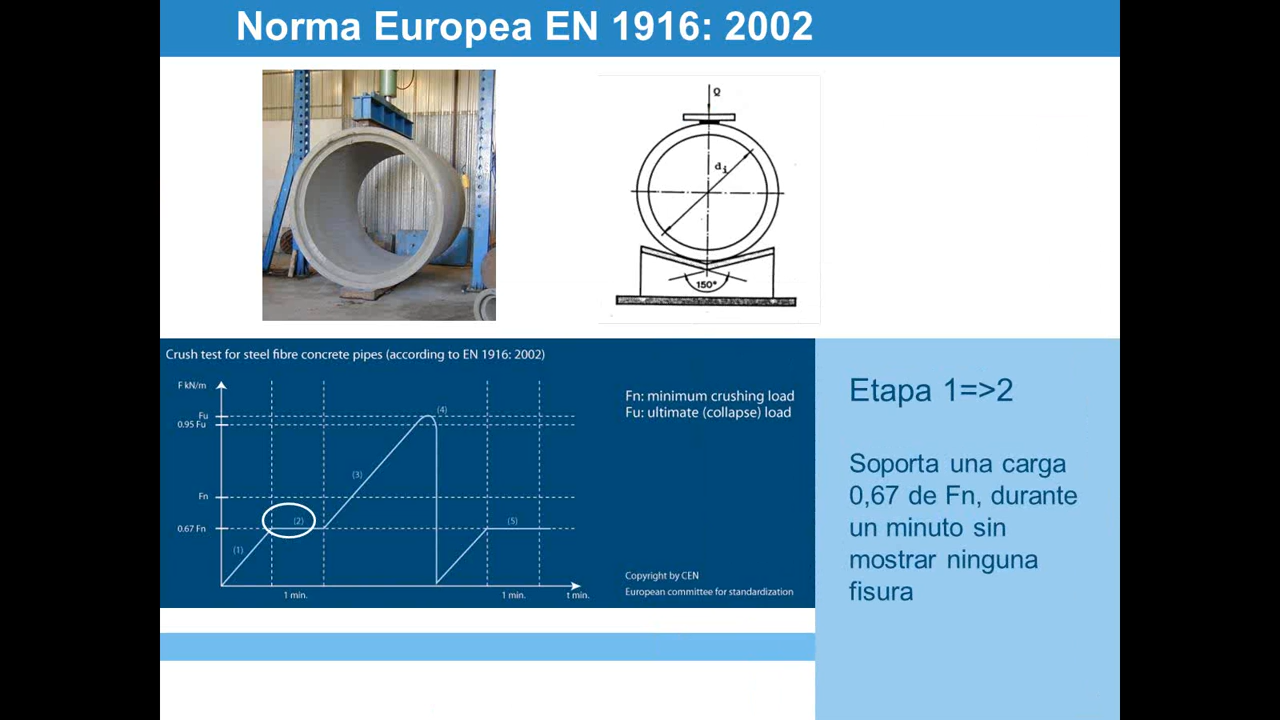 Norma Europea EN 1916: 2002
Q
di
150°
Crush test for steel fibre concrete pipes (according to EN 1916: 2002)
F kN/m
Fu
0.95 Fu
Fn
0.67 Fn
(1)
(2)
(3)
(4)
(5)
1 min.
1 min.
t min.
Fn: minimum crushing load
Fu: ultimate (collapse) load
Copyright by CEN
European committee for standardization
Etapa 1=>2
Soporta una carga
0,67 de Fn, durante
un minuto sin
mostrar ninguna
fisura